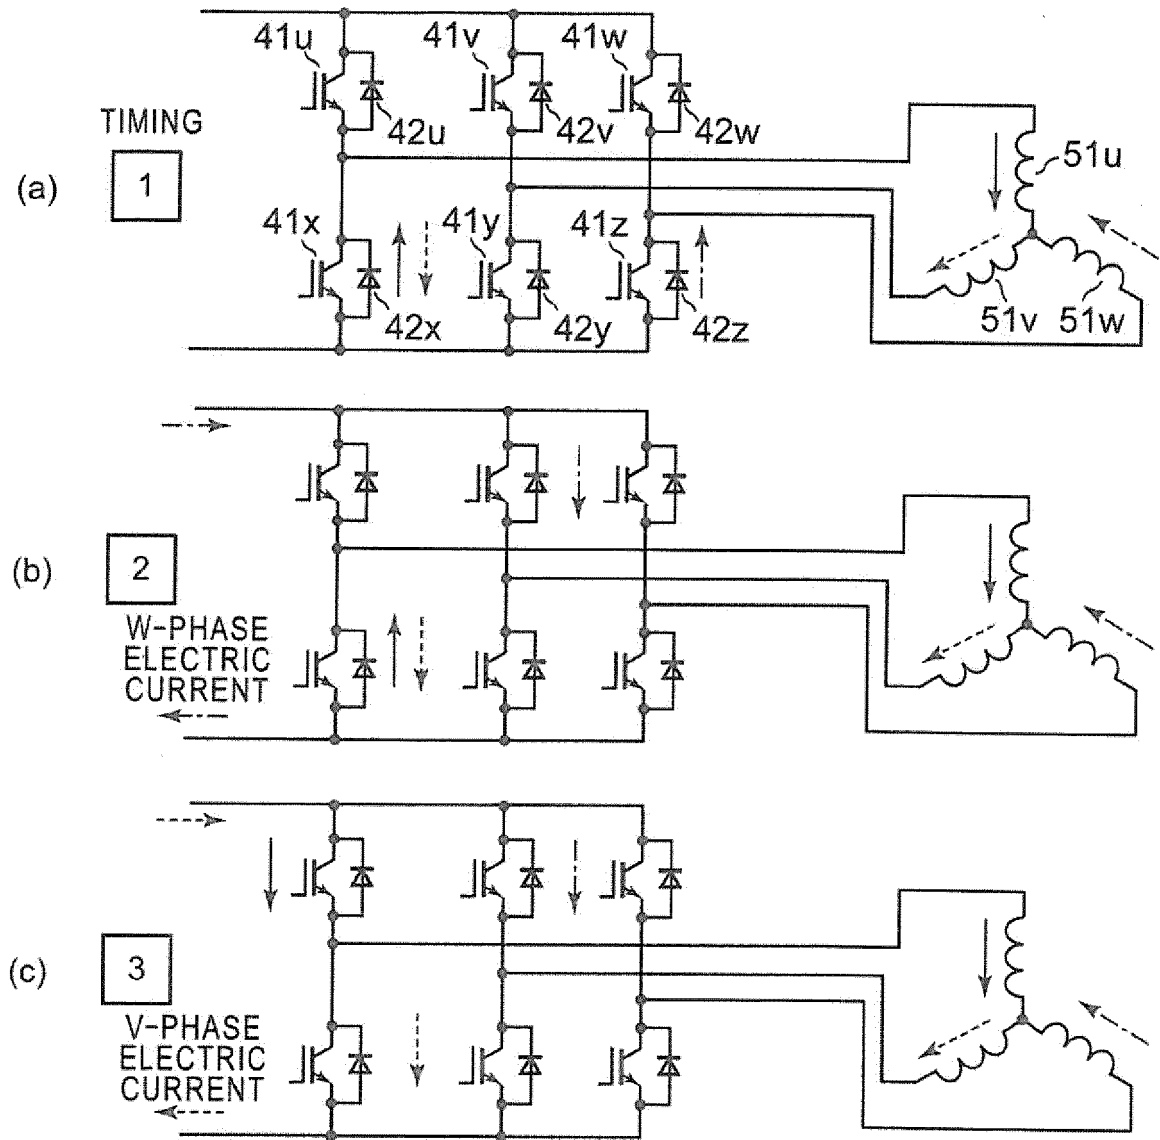 41u
41v
41w
TIMING
42u
42v
42w
(a)
1
51u
41x
41y
41z
42x
42y
42z
51v
51w
(b)
2
W-PHASE
ELECTRIC
CURRENT
(c)
3
V-PHASE
ELECTRIC
CURRENT